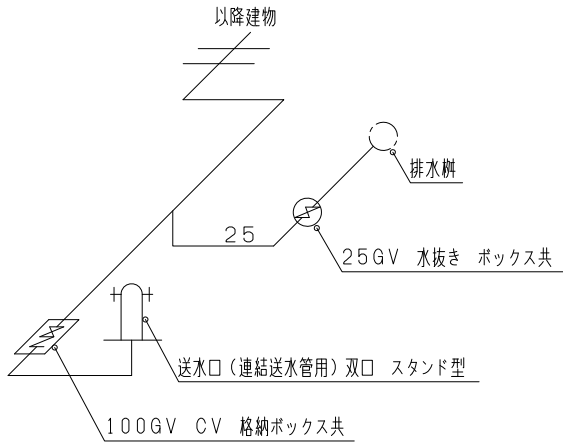 以降建物
排水桝
25
25GV 水抜き ボックス共
送水口(連結送水管用)双口 スタンド型
100GV CV 格納ボックス共